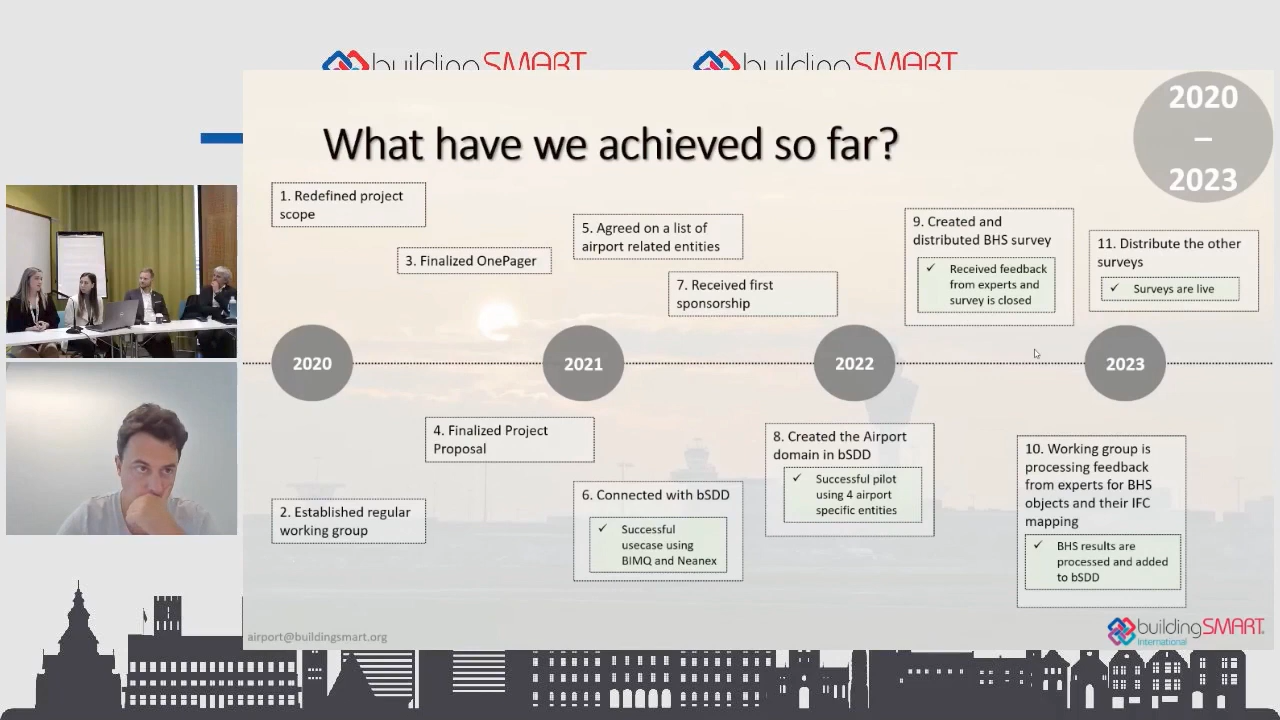 buildingSMART buildingSMART
2020
–
2023
What have we achieved so far?
1. Redefined project
scope
3. Finalized OnePager
5. Agreed on a list of
airport related entities
7. Received first
sponsorship
9. Created and
distributed BHS survey
✓ Received feedback
from experts and
survey is closed
11. Distribute the other
surveys
✓ Surveys are live
2020
2021
2022
2023
4. Finalized Project
Proposal
2. Established regular
working group
6. Connected with bSDD
✓ Successful
usecase using
BIMQ and Neanex
8. Created the Airport
domain in bSDD
✓ Successful pilot
using 4 airport
specific entities
10. Working group is
processing feedback
from experts for BHS
objects and their IFC
mapping
✓ BHS results are
processed and added
to bSDD
airport@buildingsmart.org
buildingSMART
International